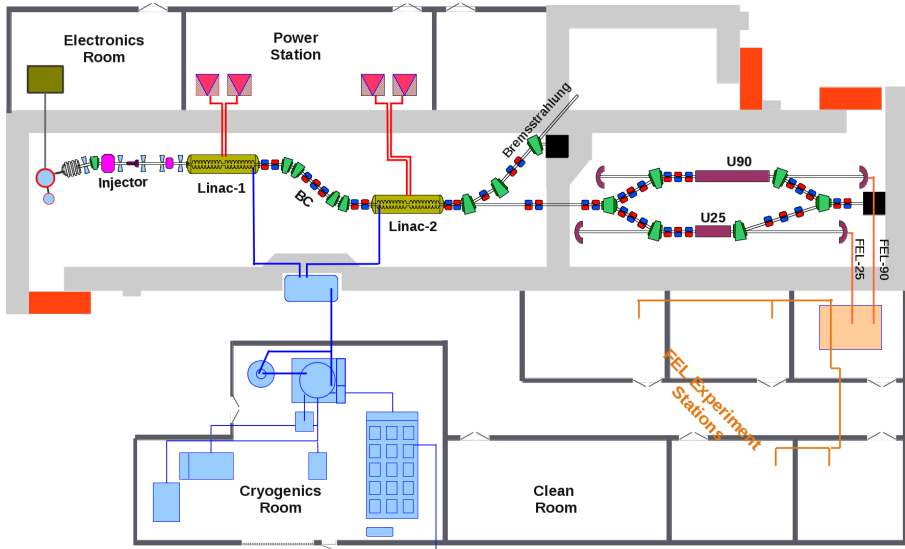 Electronics
Room
Power
Station
Bremsstrahlung
U90
Injector
Linac-1
BC
Linac-2
U25
FEL-25
FEL-90
FEL Experiment
Stations
Cryogenics
Room
Clean
Room